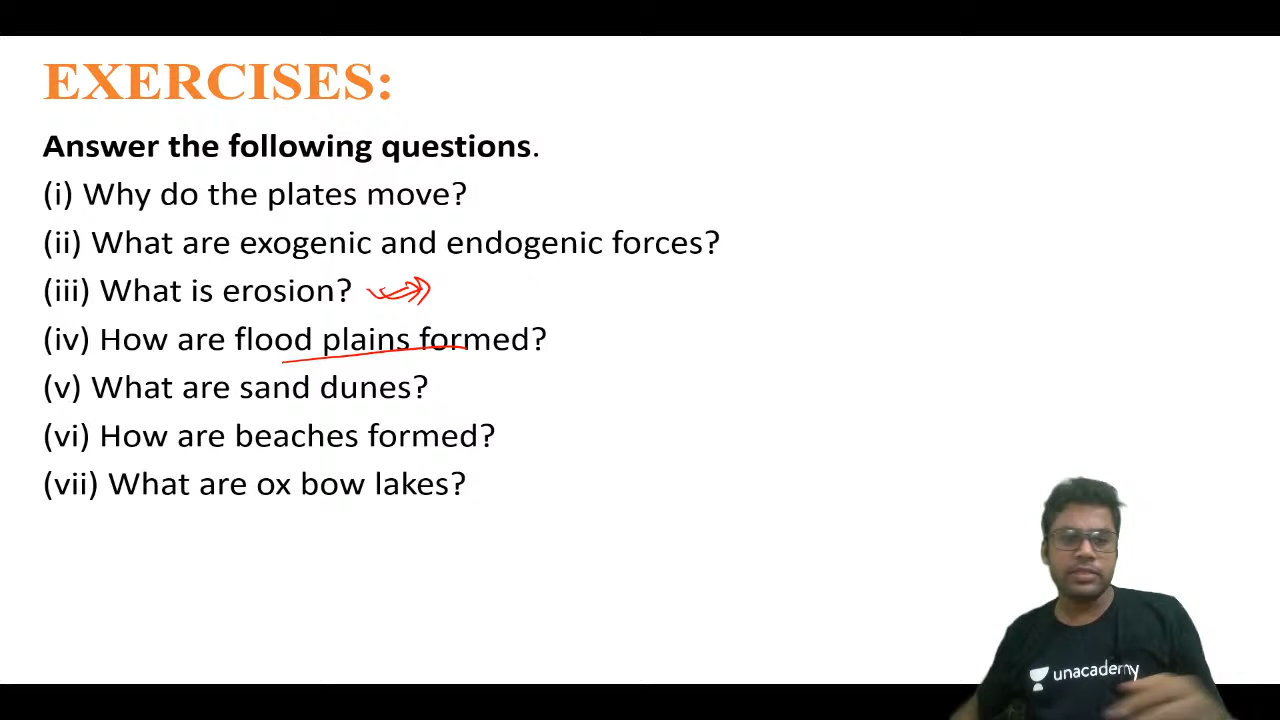 EXERCISES:
Answer the following questions.
(i) Why do the plates move?
(ii) What are exogenic and endogenic forces?
(iii) What is erosion?
(iv) How are flood plains formed?
(v) What are sand dunes?
(vi) How are beaches formed?
(vii) What are ox bow lakes?
unacademy